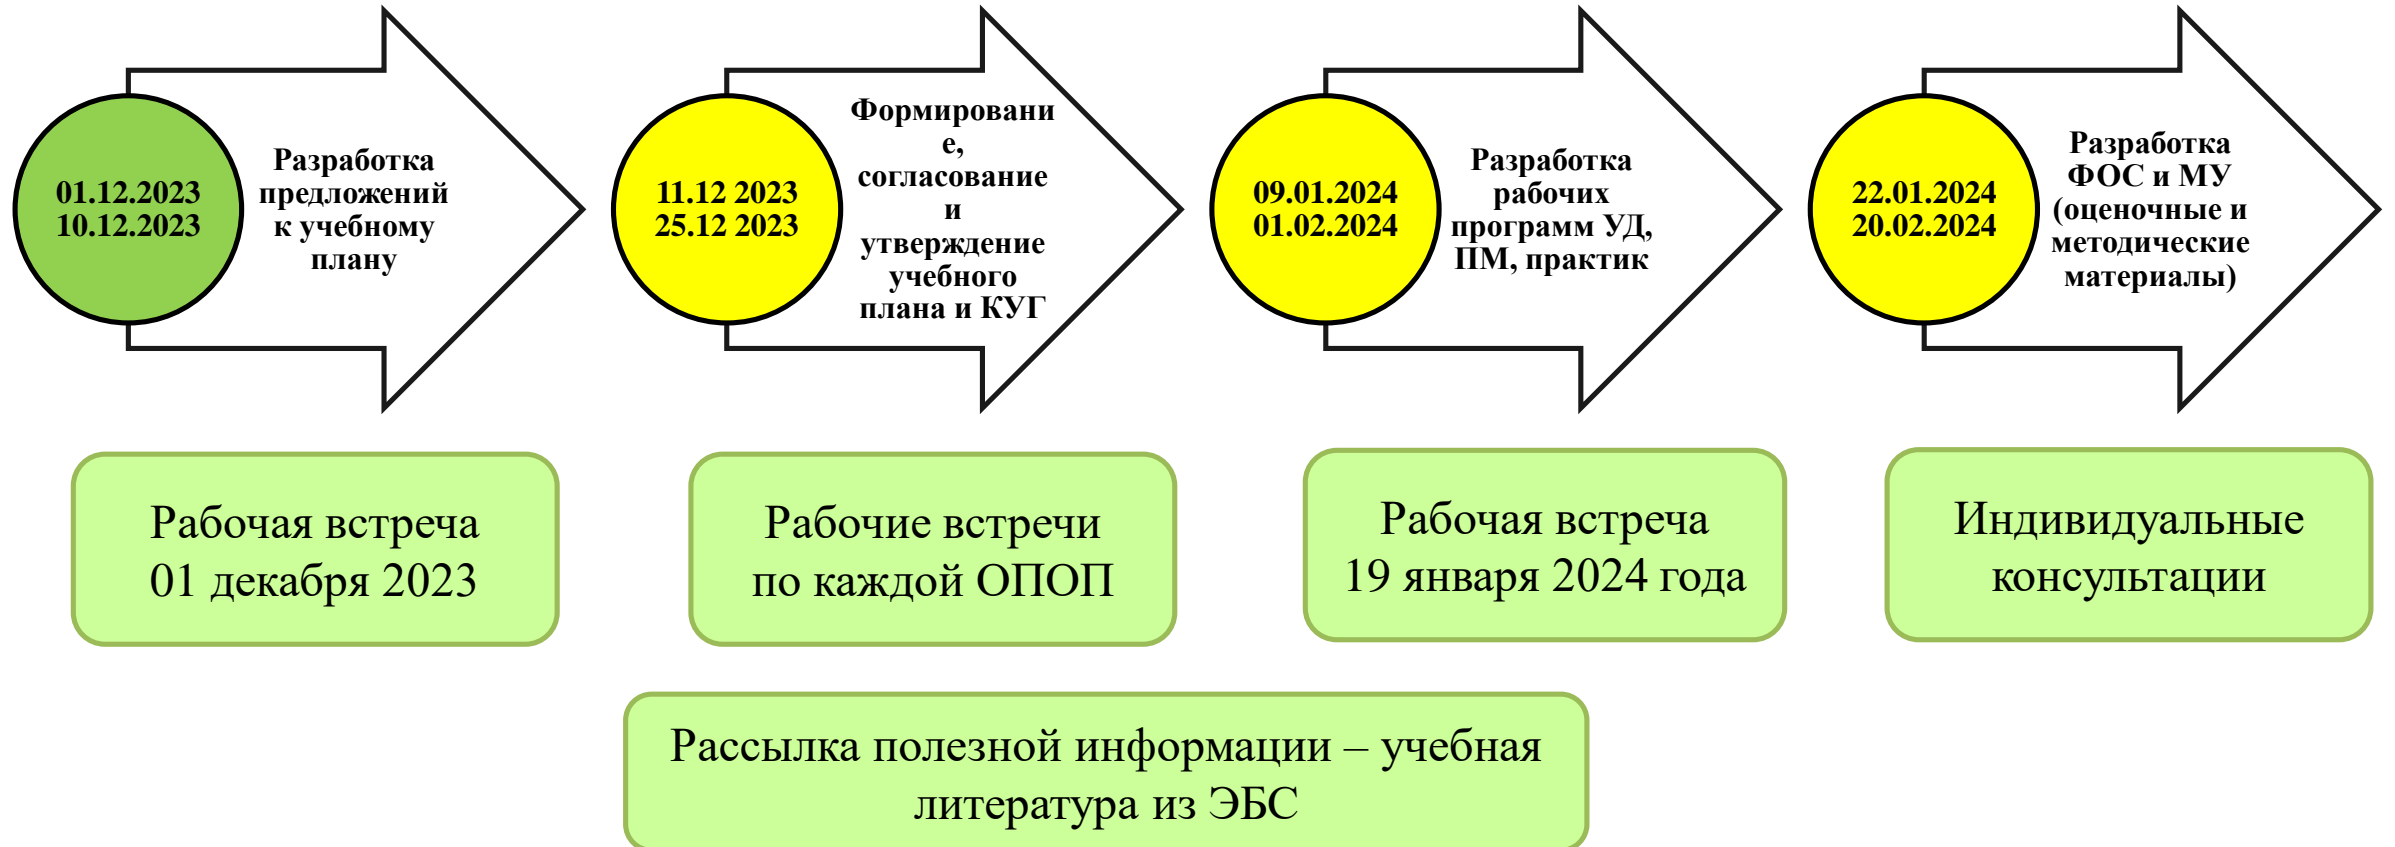 01.12.2023
10.12.2023
Разработка
предложений
к учебному
плану
11.12 2023
25.12 2023
Формировани
е,
согласование
и
утверждение
учебного
плана и КУГ
09.01.2024
01.02.2024
Разработка
рабочих
программ УД,
ПМ, практик
22.01.2024
20.02.2024
Разработка
ФОС и МУ
(оценочные и
методические
материалы)
Рабочая встреча
01 декабря 2023
Рабочие встречи
по каждой ОПОП
Рабочая встреча
19 января 2024 года
Индивидуальные
консультации
Рассылка полезной информации – учебная
литература из ЭБС